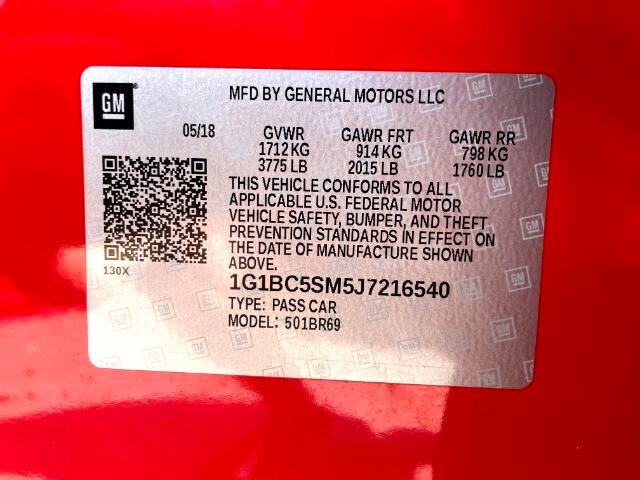 GM
MFD BY GENERAL MOTORS LLC
05/18 GVWR GAWR FRT GAWR RR
1712 KG 914 KG 798 KG
3775 LB 2015 LB 1760 LB
THIS VEHICLE CONFORMS TO ALL
APPLICABLE U.S. FEDERAL MOTOR
VEHICLE SAFETY, BUMPER, AND THEFT
PREVENTION STANDARDS IN EFFECT ON
THE DATE OF MANUFACTURE SHOWN
ABOVE.
130X
1G1BC5SM5J7216540
TYPE: PASS CAR
MODEL: 501BR69